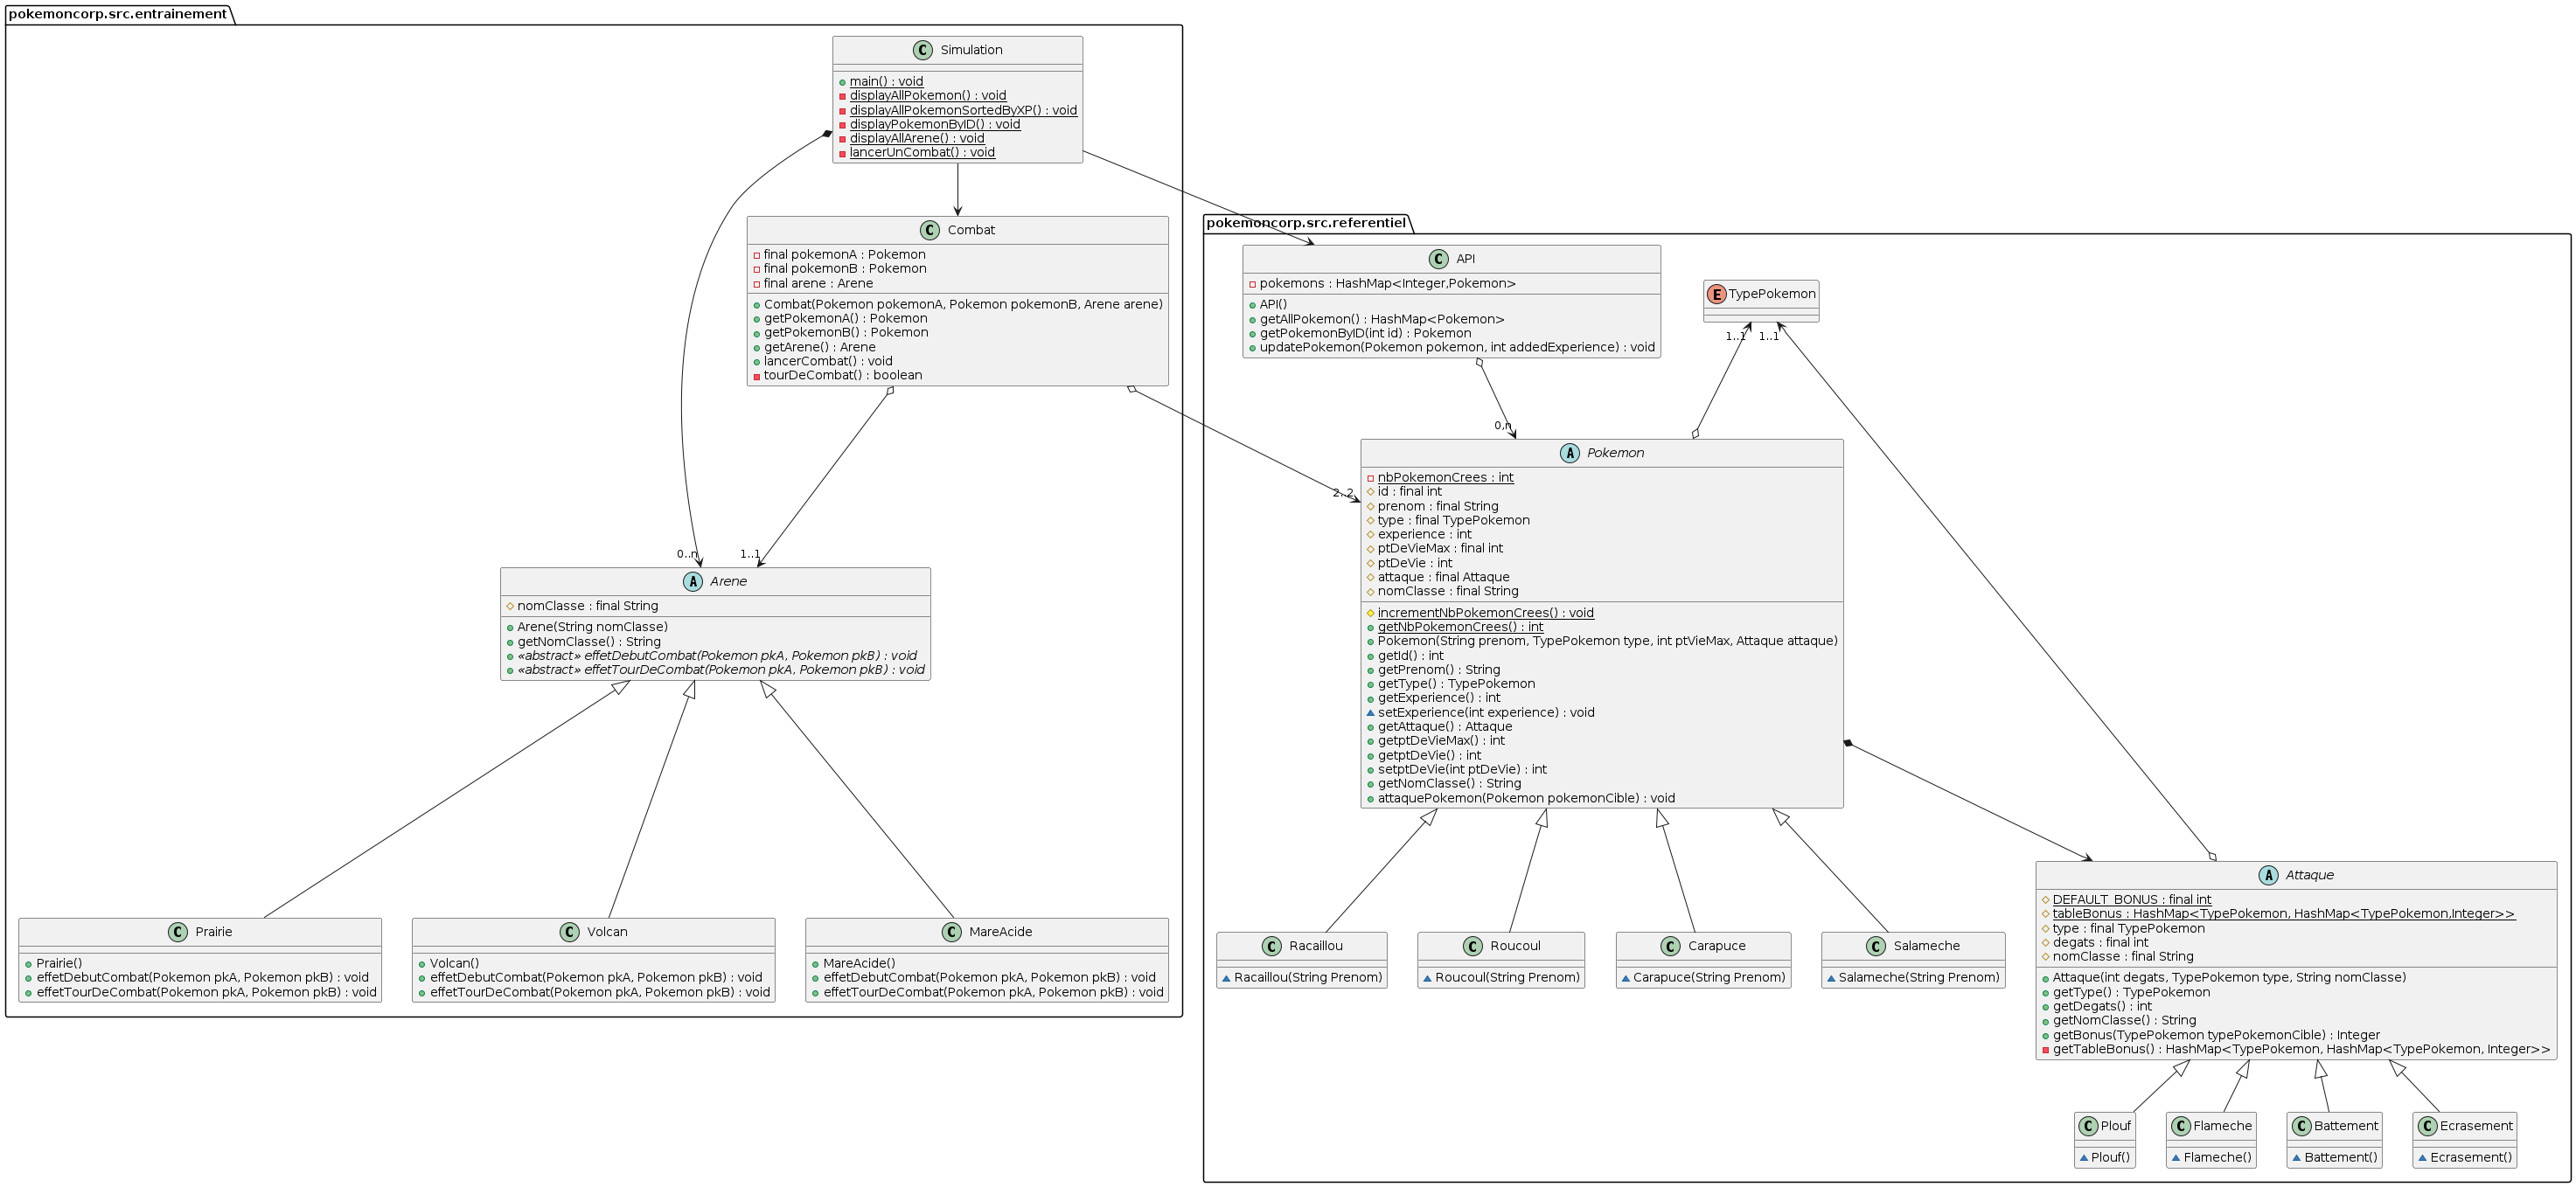 pokemoncorp.src.entrainement
Simulation
main() : void
displayAllPokemon() : void
displayAllPokemonSortedByXP() : void
displayPokemonByID() : void
displayAllArene() : void
lancerUnCombat() : void
Combat
final pokemonA : Pokemon
final pokemonB : Pokemon
final arene : Arene
Combat(Pokemon pokemonA, Pokemon pokemonB, Arene arene)
getPokemonA() : Pokemon
getPokemonB() : Pokemon
getArene() : Arene
lancerCombat() : void
tourDeCombat() : boolean
0..n
1..1
Arene
nomClasse : final String
Arene(String nomClasse)
getNomClasse() : String
«abstract» effetDebutCombat(Pokemon pkA, Pokemon pkB) : void
«abstract» effetTourDeCombat(Pokemon pkA, Pokemon pkB) : void
Prairie
Prairie()
effetDebutCombat(Pokemon pkA, Pokemon pkB) : void
effetTourDeCombat(Pokemon pkA, Pokemon pkB) : void
Volcan
Volcan()
effetDebutCombat(Pokemon pkA, Pokemon pkB) : void
effetTourDeCombat(Pokemon pkA, Pokemon pkB) : void
MareAcide
MareAcide()
effetDebutCombat(Pokemon pkA, Pokemon pkB) : void
effetTourDeCombat(Pokemon pkA, Pokemon pkB) : void
pokemoncorp.src.referentiel
API
pokemons : HashMap<Integer,Pokemon>
API()
getAllPokemon() : HashMap<Pokemon>
getPokemonByID(int id) : Pokemon
updatePokemon(Pokemon pokemon, int addedExperience) : void
TypePokemon
1..1
1..1
0,n
2..2
Pokemon
nbPokemonCrees : int
id : final int
prenom : final String
type : final TypePokemon
experience : int
ptDeVieMax : final int
ptDeVie : int
attaque : final Attaque
nomClasse : final String
incrementNbPokemonCrees() : void
getNbPokemonCrees() : int
Pokemon(String prenom, TypePokemon type, int ptVieMax, Attaque attaque)
getId() : int
getPrenom() : String
getType() : TypePokemon
getExperience() : int
setExperience(int experience) : void
getAttaque() : Attaque
getptDeVieMax() : int
getptDeVie() : int
setptDeVie(int ptDeVie) : int
getNomClasse() : String
attaquePokemon(Pokemon pokemonCible) : void
Racaillou
Racaillou(String Prenom)
Roucoul
Roucoul(String Prenom)
Carapuce
Carapuce(String Prenom)
Salameche
Salameche(String Prenom)
Attaque
DEFAULT_BONUS : final int
tableBonus : HashMap<TypePokemon, HashMap<TypePokemon,Integer>>
type : final TypePokemon
degats : final int
nomClasse : final String
Attaque(int degats, TypePokemon type, String nomClasse)
getType() : TypePokemon
getDegats() : int
getNomClasse() : String
getBonus(TypePokemon typePokemonCible) : Integer
getTableBonus() : HashMap<TypePokemon, HashMap<TypePokemon, Integer>>
Plouf
Plouf()
Flameche
Flameche()
Battement
Battement()
Ecrasement
Ecrasement()